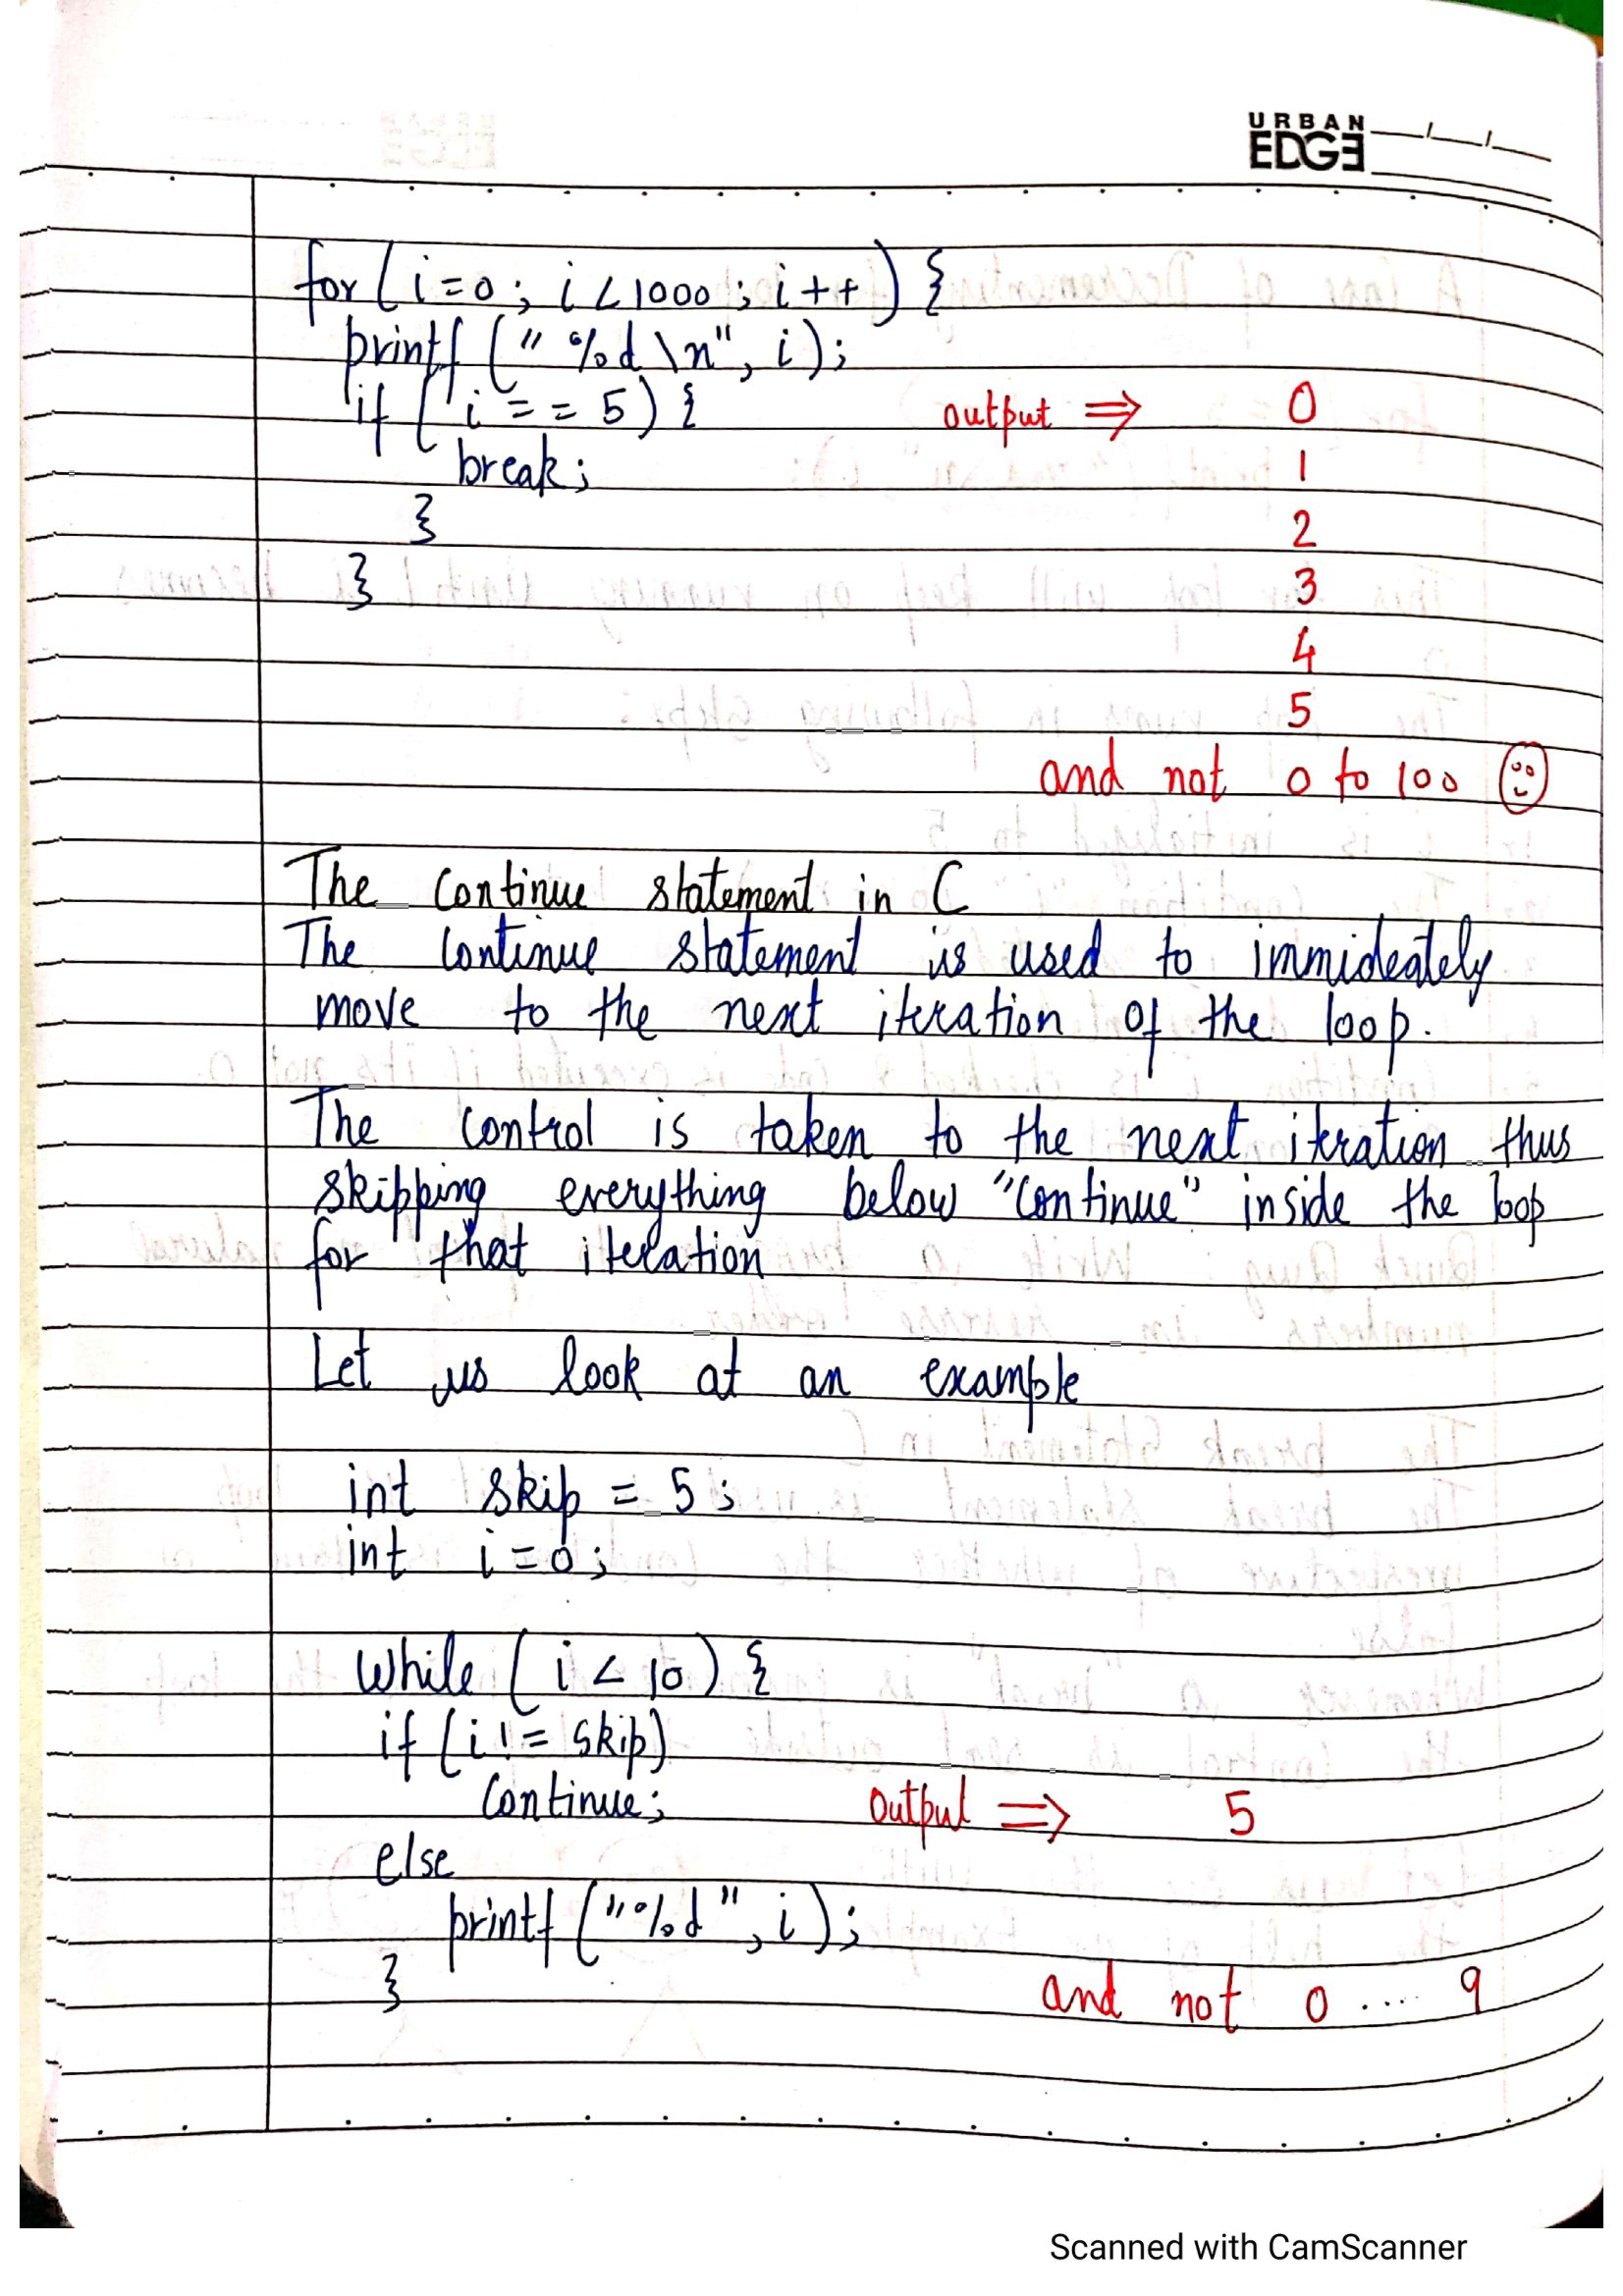 URBAN
EDGE
for (i=0; i<1000; i++) {
printf ("%d\n", i);
if (i == 5) {
output ⇒ 0
break;
1
}
2
}
3
4
5
and not 0 to 100
The continue statement in C
The continue statement is used to immideately
move to the next iteration of the loop.
The control is taken to the next iteration thus
skipping everything below "continue" inside the loop
for that iteration
Let us look at an example
int skip = 5;
int i=0;
while (i < 10) {
if (i != skip)
continue;
output ⇒ 5
else
printf ("%d", i);
}
and not 0 .... 9
Scanned with CamScanner